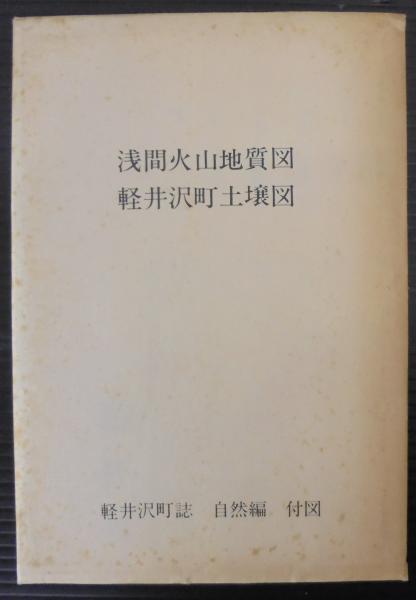 浅間火山地質図
軽井沢町土壌図
軽井沢町誌 自然編 付図